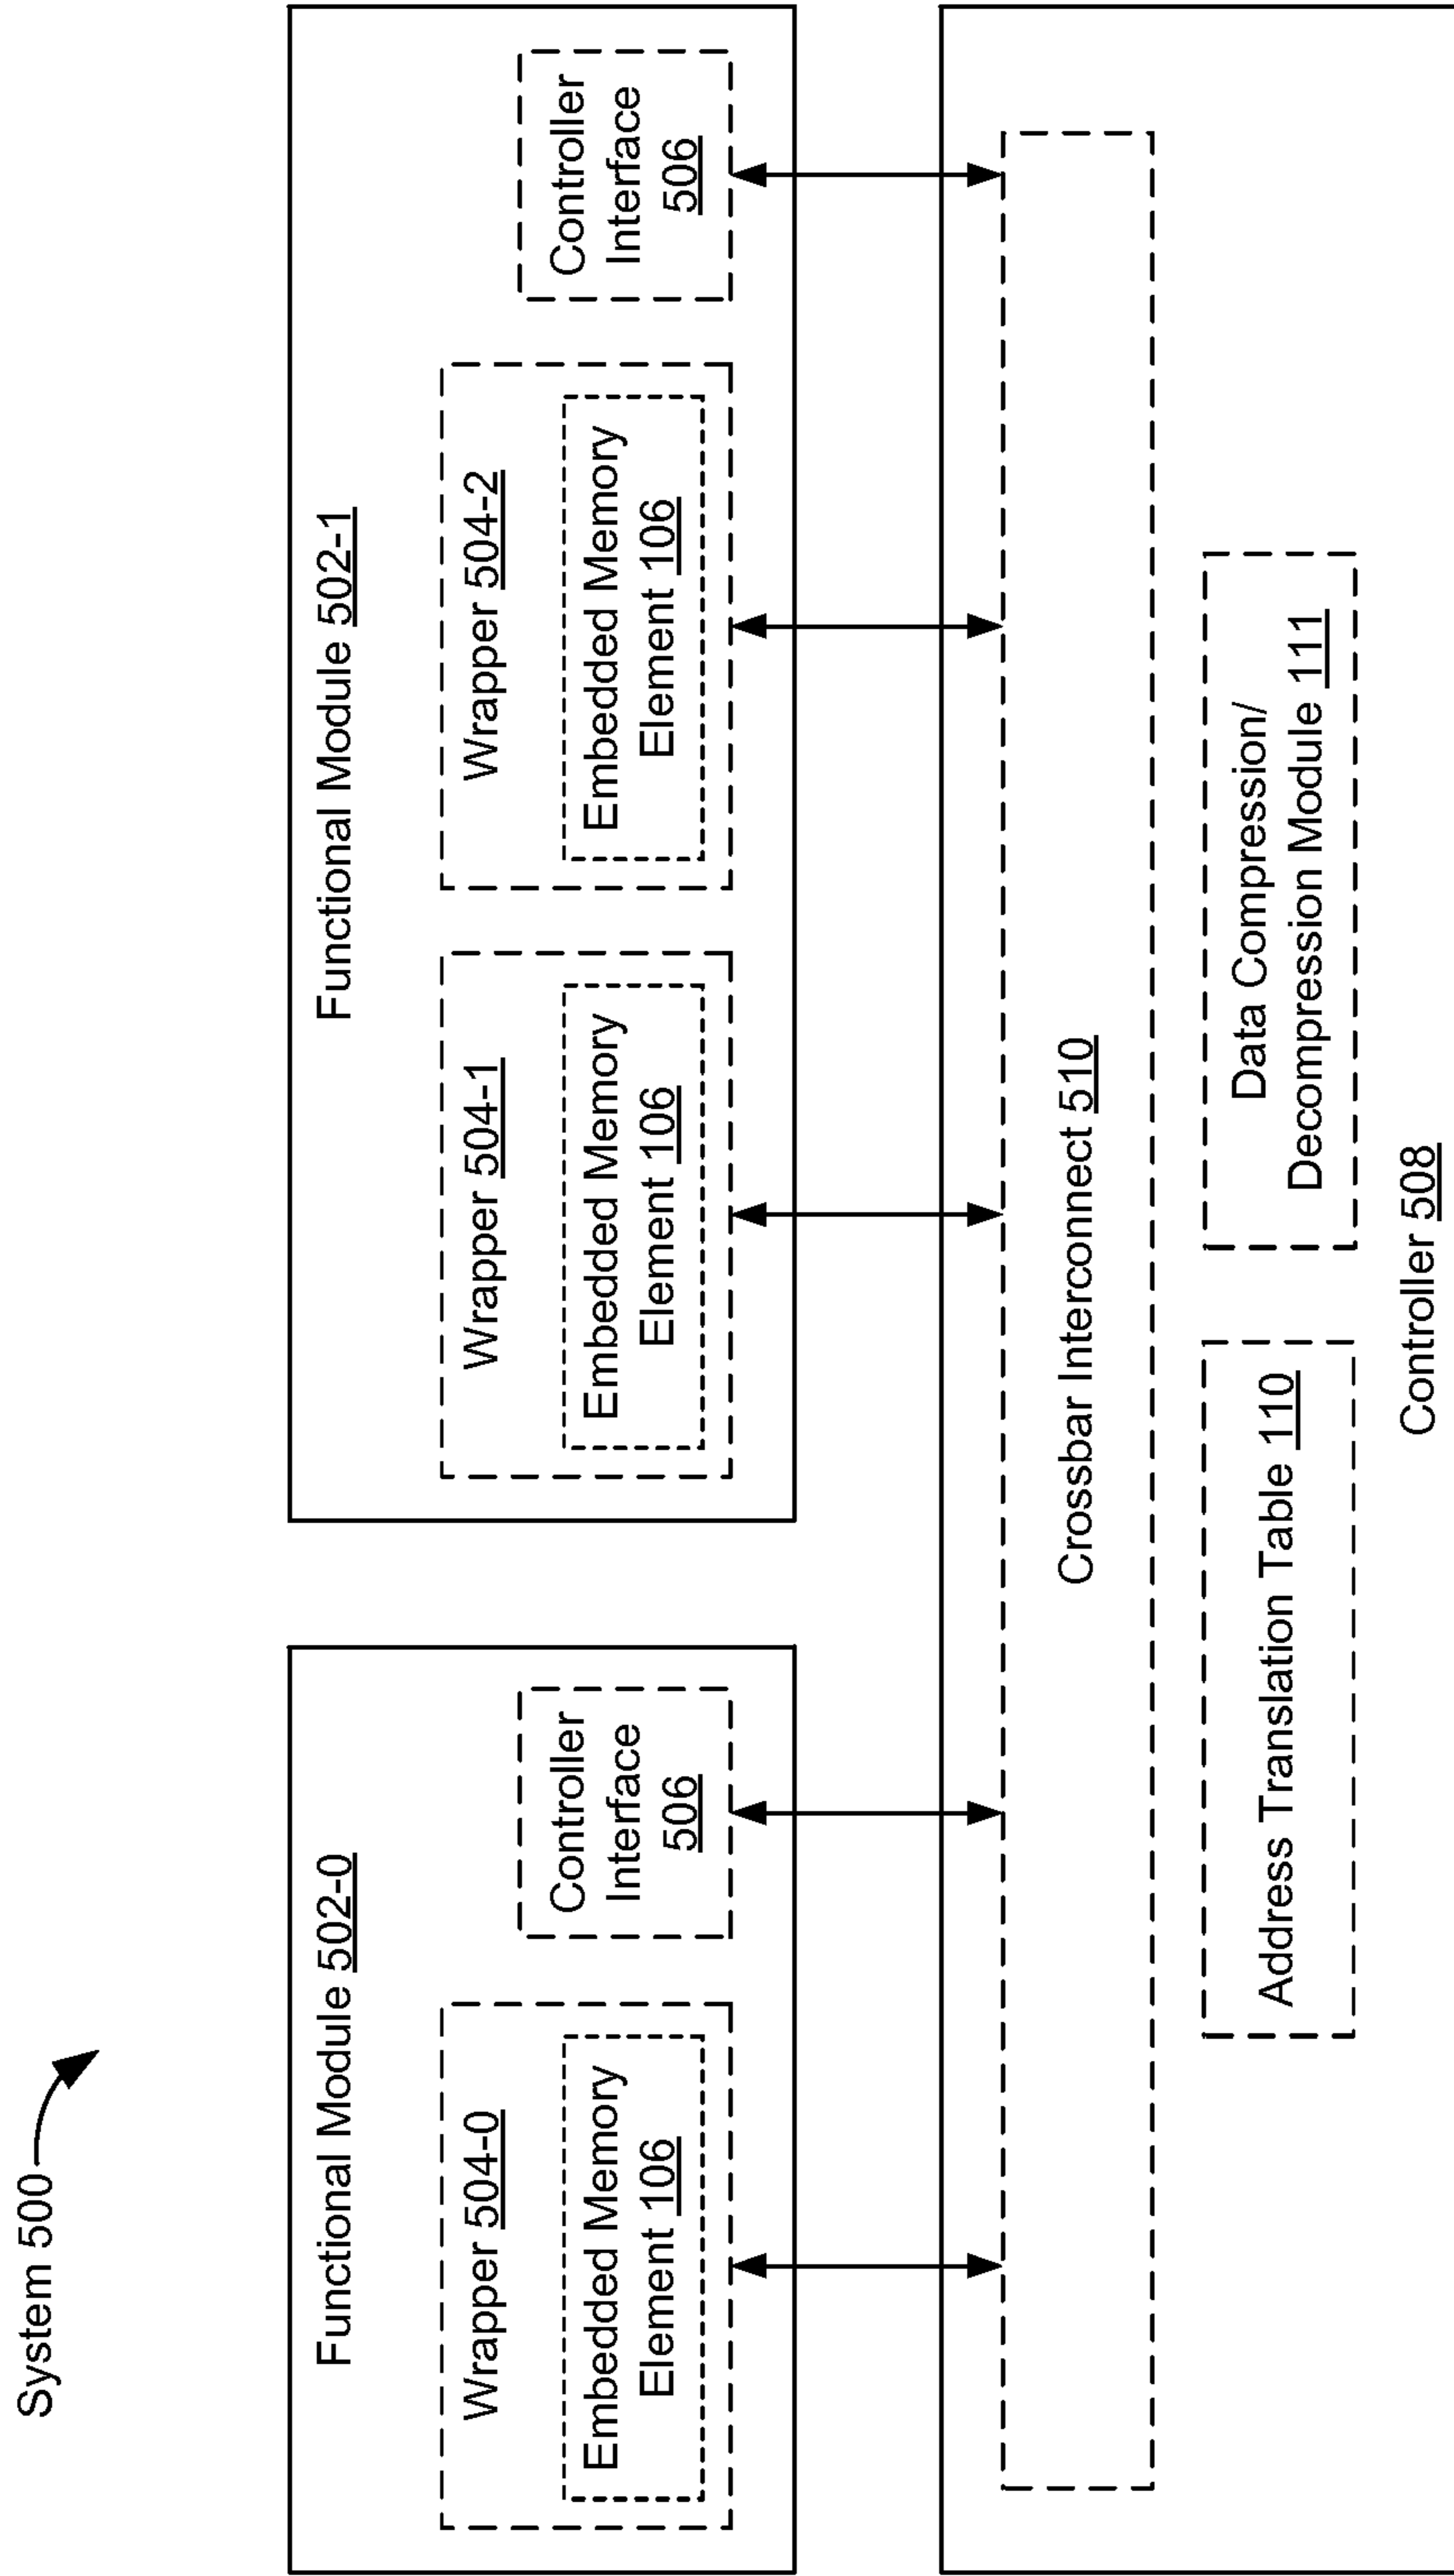 System 500
Functional Module 502-0
Wrapper 504-0
Embedded Memory
Element 106
Controller
Interface
506
Functional Module 502-1
Wrapper 504-1
Embedded Memory
Element 106
Wrapper 504-2
Embedded Memory
Element 106
Controller
Interface
506
Crossbar Interconnect 510
Address Translation Table 110
Data Compression/
Decompression Module 111
Controller 508